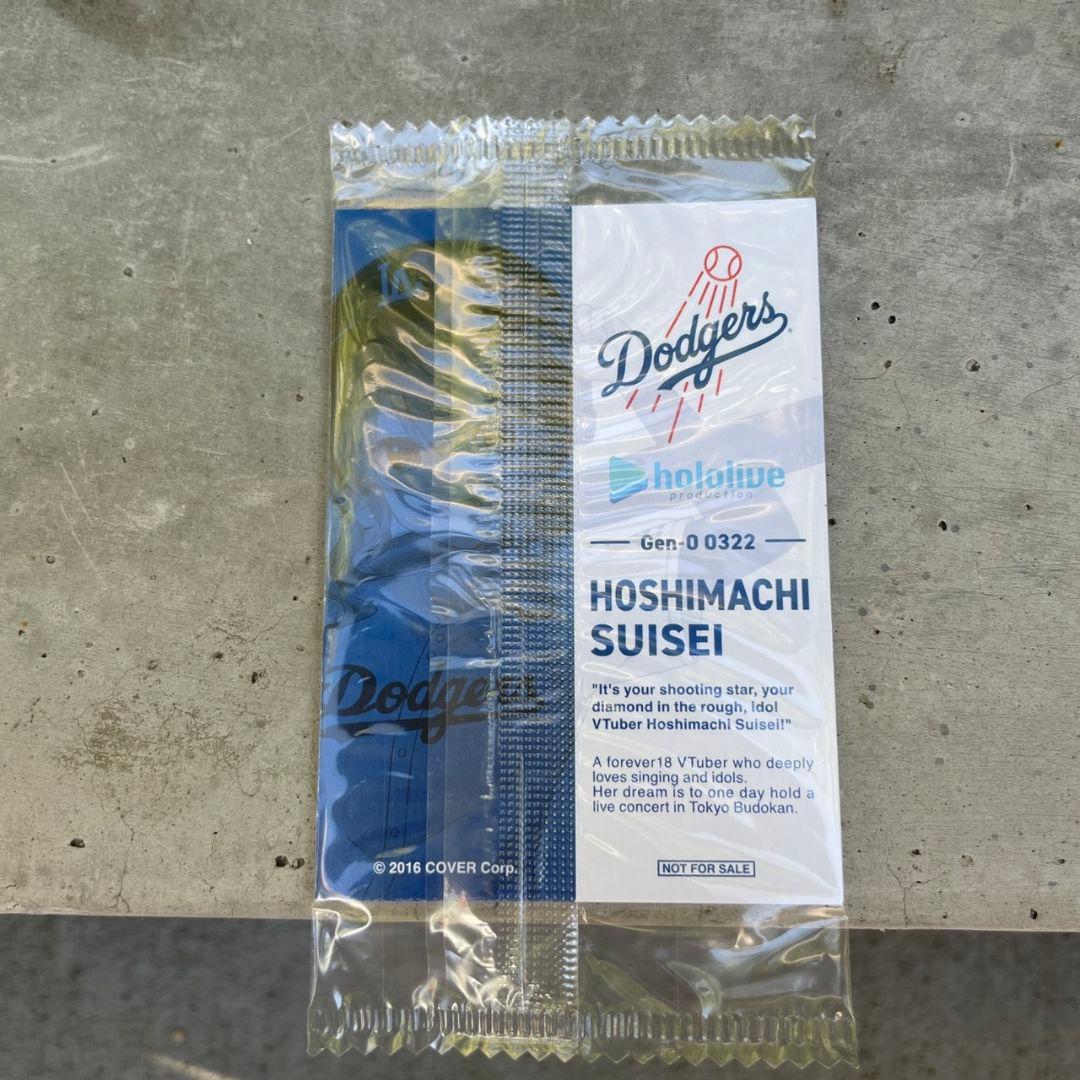 LA
Dodgers
© 2016 COVER Corp.
Dodgers
hololive
production
Gen-0 0322
HOSHIMACHI
SUISEI
"It's your shooting star, your
diamond in the rough, idol
VTuber Hoshimachi Suisei!"
A forever18 VTuber who deeply
loves singing and idols.
Her dream is to one day hold a
live concert in Tokyo Budokan.
NOT FOR SALE